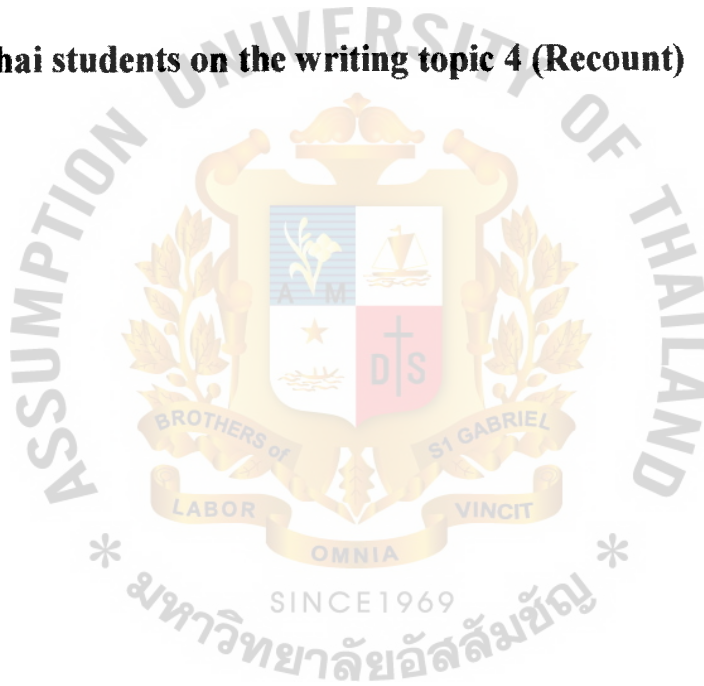 hai students on the writing topic 4 (Recount)
ASSUMPTION UNIVERSITY OF THAILAND
A M
D S
BROTHERS of
S1 GABRIEL
LABOR
VINCIT
OMNIA
SINCE1969
* มหาวิทยาลัยอัสสัมชัญ *